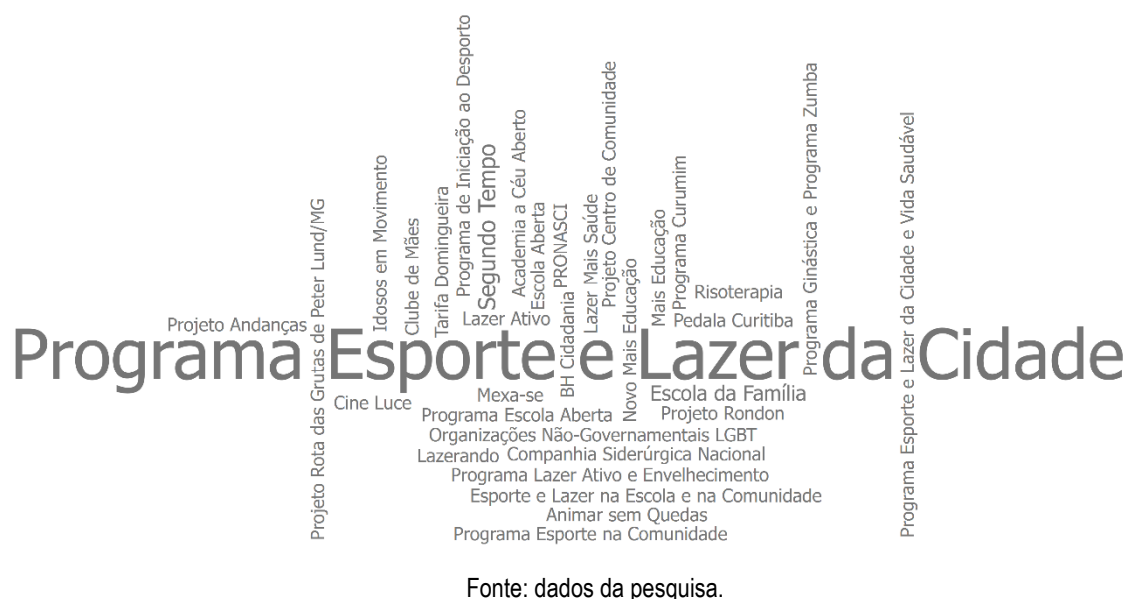 Projeto Rota das Grutas de Peter Lund/MG
Idosos em Movimento
Clube de Mães
Tarifa Domingueira
Programa de Iniciação ao Desporto
Segundo Tempo
Academia a Céu Aberto
Escola Aberta
PRONASCI
BH Cidadania
Lazer Mais Saúde
Projeto Centro de Comunidade
Novo Mais Educação
Mais Educação
Programa Curumim
Programa Ginástica e Programa Zumba
Programa Esporte e Lazer da Cidade e Vida Saudável
Risoterapia
Projeto Andanças
Lazer Ativo
Pedala Curitiba
Programa Esporte e Lazer da Cidade
Cine Luce
Mexa-se
Escola da Família
Programa Escola Aberta
Projeto Rondon
Organizações Não-Governamentais LGBT
Lazerando
Companhia Siderúrgica Nacional
Programa Lazer Ativo e Envelhecimento
Esporte e Lazer na Escola e na Comunidade
Animar sem Quedas
Programa Esporte na Comunidade
Fonte: dados da pesquisa.